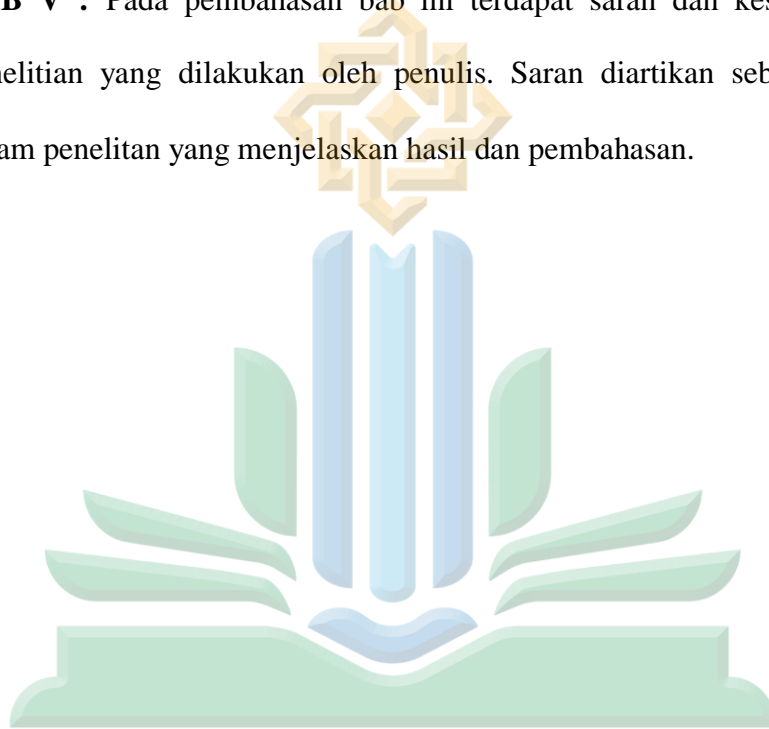 B V : Pada pembahasan bab ini terdapat saran dan kes
nelitian yang dilakukan oleh penulis. Saran diartikan seb
am penelitan yang menjelaskan hasil dan pembahasan.